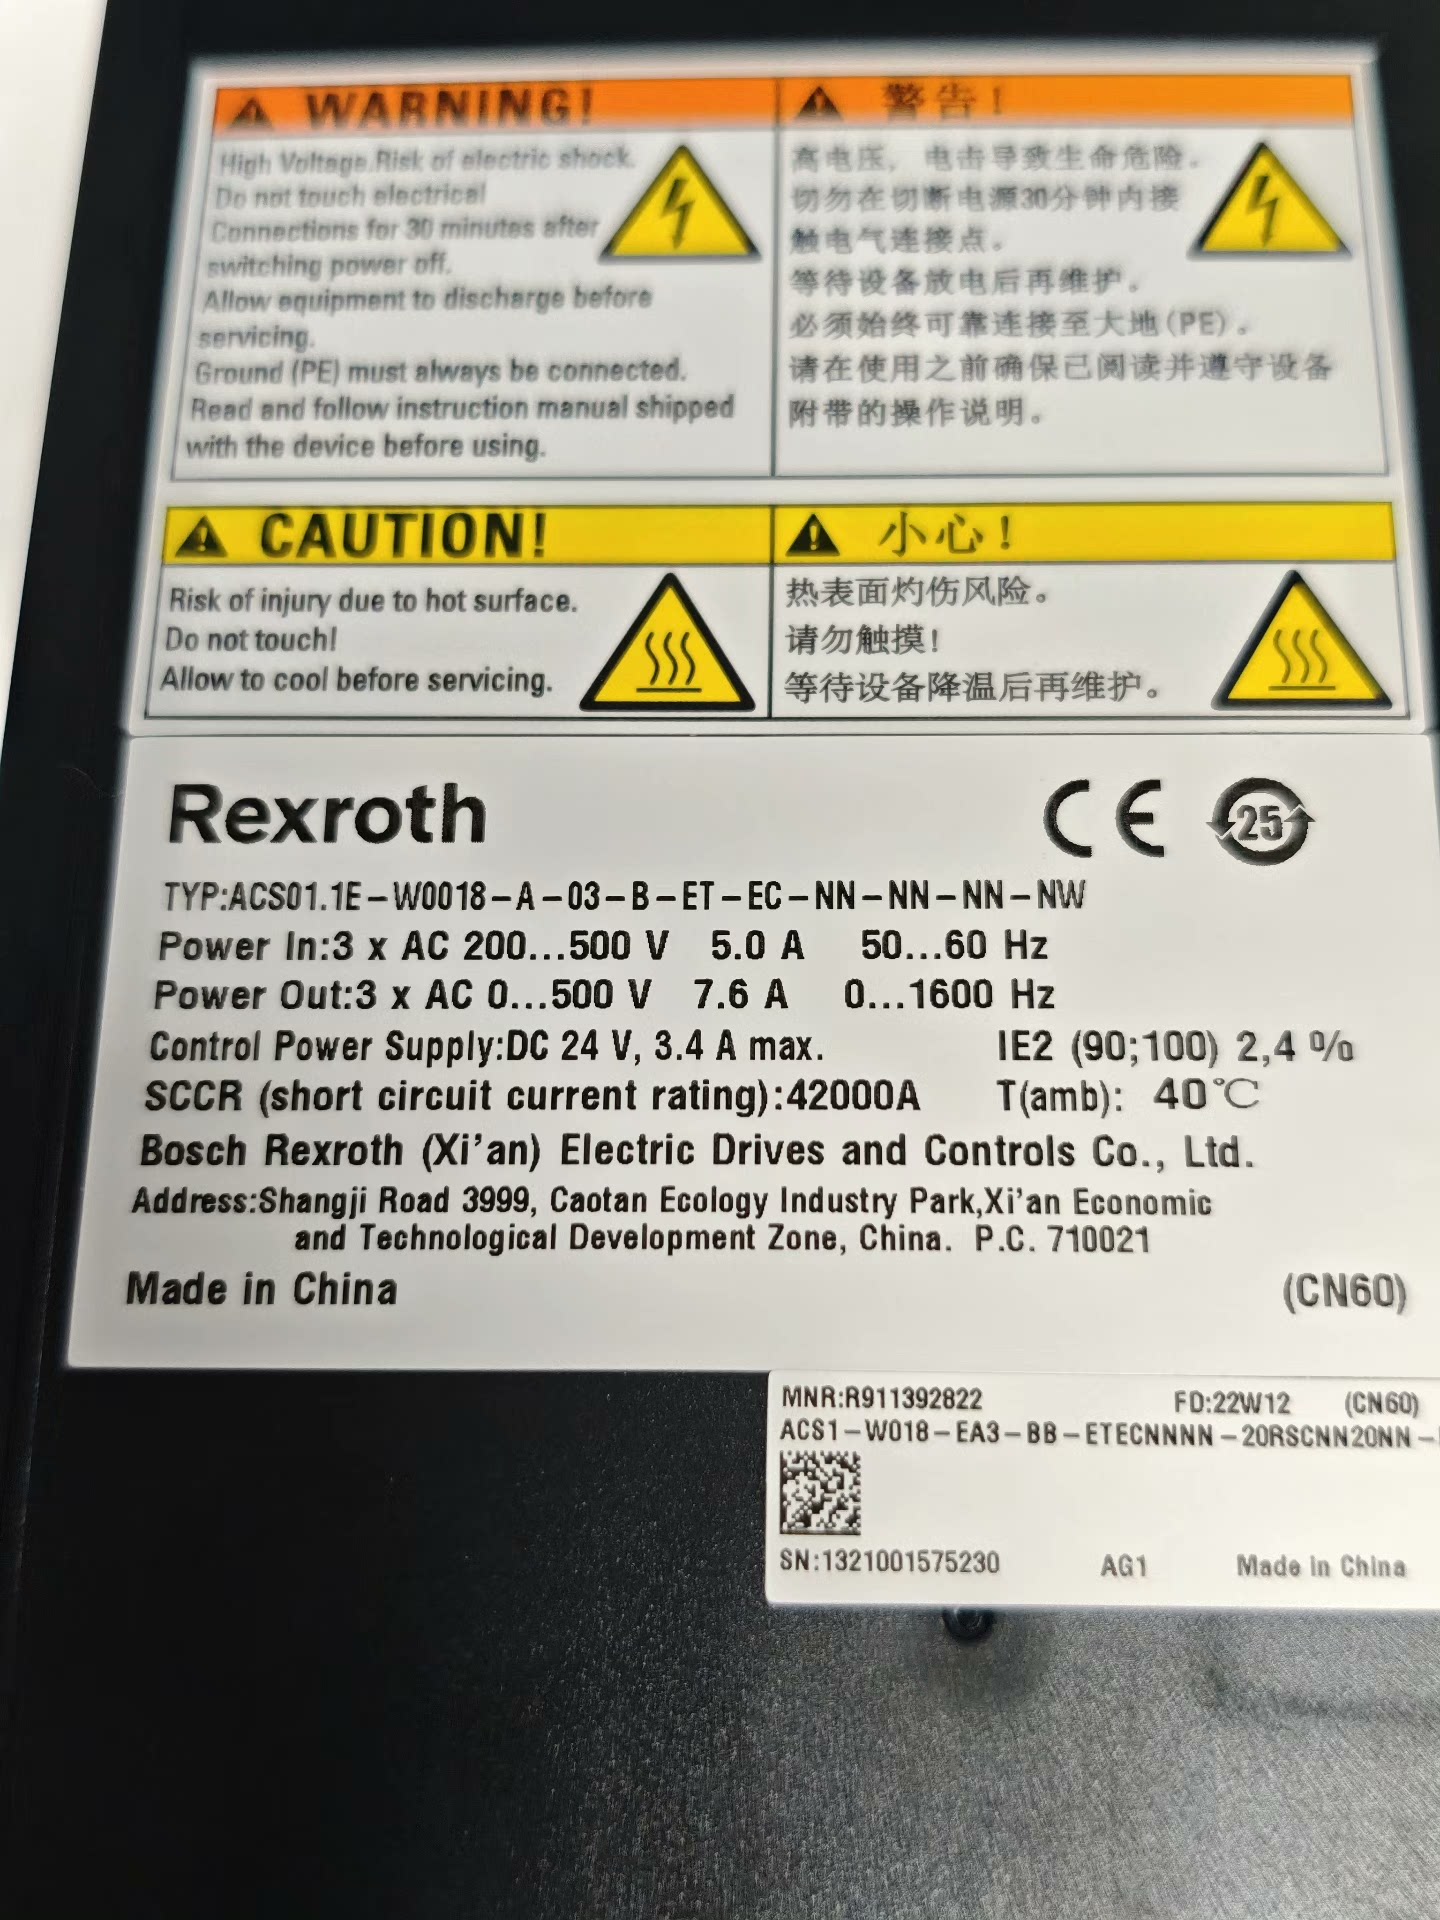 WARNING!
High Voltage.Risk of electric shock.
Do not touch electrical
Connections for 30 minutes after
switching power off.
Allow equipment to discharge before
servicing.
Ground (PE) must always be connected.
Read and follow instruction manual shipped
with the device before using.
警告!
高电压，电击导致生命危险。
切勿在切断电源30分钟内接
触电气连接点。
等待设备放电后再维护。
必须始终可靠连接至大地(PE)。
请在使用之前确保已阅读并遵守设备
附带的操作说明。
CAUTION!
Risk of injury due to hot surface.
Do not touch!
Allow to cool before servicing.
小心!
热表面灼伤风险。
请勿触摸!
等待设备降温后再维护。
Rexroth
CE 25
TYP:ACS01.1E-W0018-A-03-B-ET-EC-NN-NN-NN-NW
Power In:3 x AC 200...500 V 5.0 A 50...60 Hz
Power Out:3 x AC 0...500 V 7.6 A 0...1600 Hz
Control Power Supply:DC 24 V, 3.4 A max. IE2 (90;100) 2,4 %
SCCR (short circuit current rating):42000A T(amb): 40℃
Bosch Rexroth (Xi'an) Electric Drives and Controls Co., Ltd.
Address:Shangji Road 3999, Caotan Ecology Industry Park,Xi'an Economic
and Technological Development Zone, China. P.C. 710021
Made in China (CN60)
MNR:R911392822 FD:22W12 (CN60)
ACS1-W018-EA3-BB-ETECNNNN-20RSCNN20NN-
SN:1321001575230 AG1 Made in China